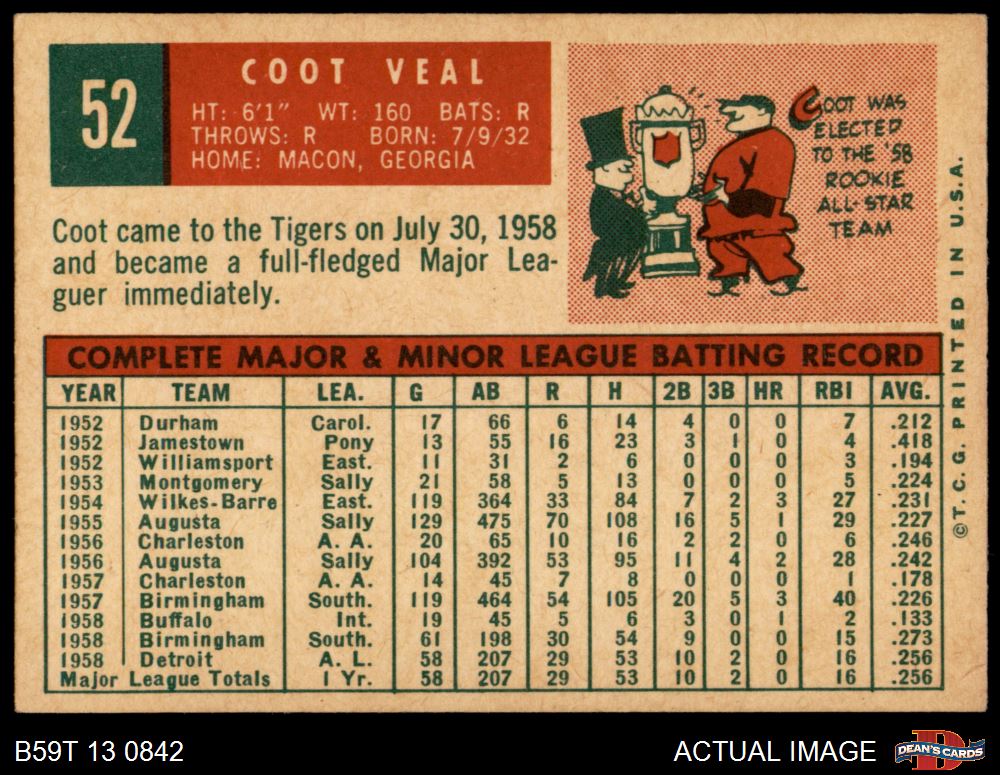 52
COOT VEAL
HT: 6'1" WT: 160 BATS: R
THROWS: R BORN: 7/9/32
HOME: MACON, GEORGIA
COOT WAS
ELECTED
TO THE '58
ROOKIE
ALL-STAR
TEAM
Coot came to the Tigers on July 30, 1958
and became a full-fledged Major Lea-
guer immediately.
COMPLETE MAJOR & MINOR LEAGUE BATTING RECORD
YEAR TEAM LEA. G AB R H 2B 3B HR RBI AVG.
1952 Durham Carol. 17 66 6 14 4 0 0 7 .212
1952 Jamestown Pony 13 55 16 23 3 1 0 4 .418
1952 Williamsport East. 11 31 2 6 0 0 0 3 .194
1953 Montgomery Sally 21 58 5 13 0 0 0 5 .224
1954 Wilkes-Barre East. 119 364 33 84 7 2 3 27 .231
1955 Augusta Sally 129 475 70 108 16 5 1 29 .227
1956 Charleston A. A. 20 65 10 16 2 2 0 6 .246
1956 Augusta Sally 104 392 53 95 11 4 2 28 .242
1957 Charleston A. A. 14 45 7 8 0 0 0 1 .178
1957 Birmingham South. 119 464 54 105 20 5 3 40 .226
1958 Buffalo Int. 19 45 5 6 3 0 1 2 .133
1958 Birmingham South. 61 198 30 54 9 0 0 15 .273
1958 Detroit A. L. 58 207 29 53 10 2 0 16 .256
Major League Totals 1 Yr. 58 207 29 53 10 2 0 16 .256
©T. C. G. PRINTED IN U.S.A.
B59T 13 0842
ACTUAL IMAGE
DEAN'S CARDS